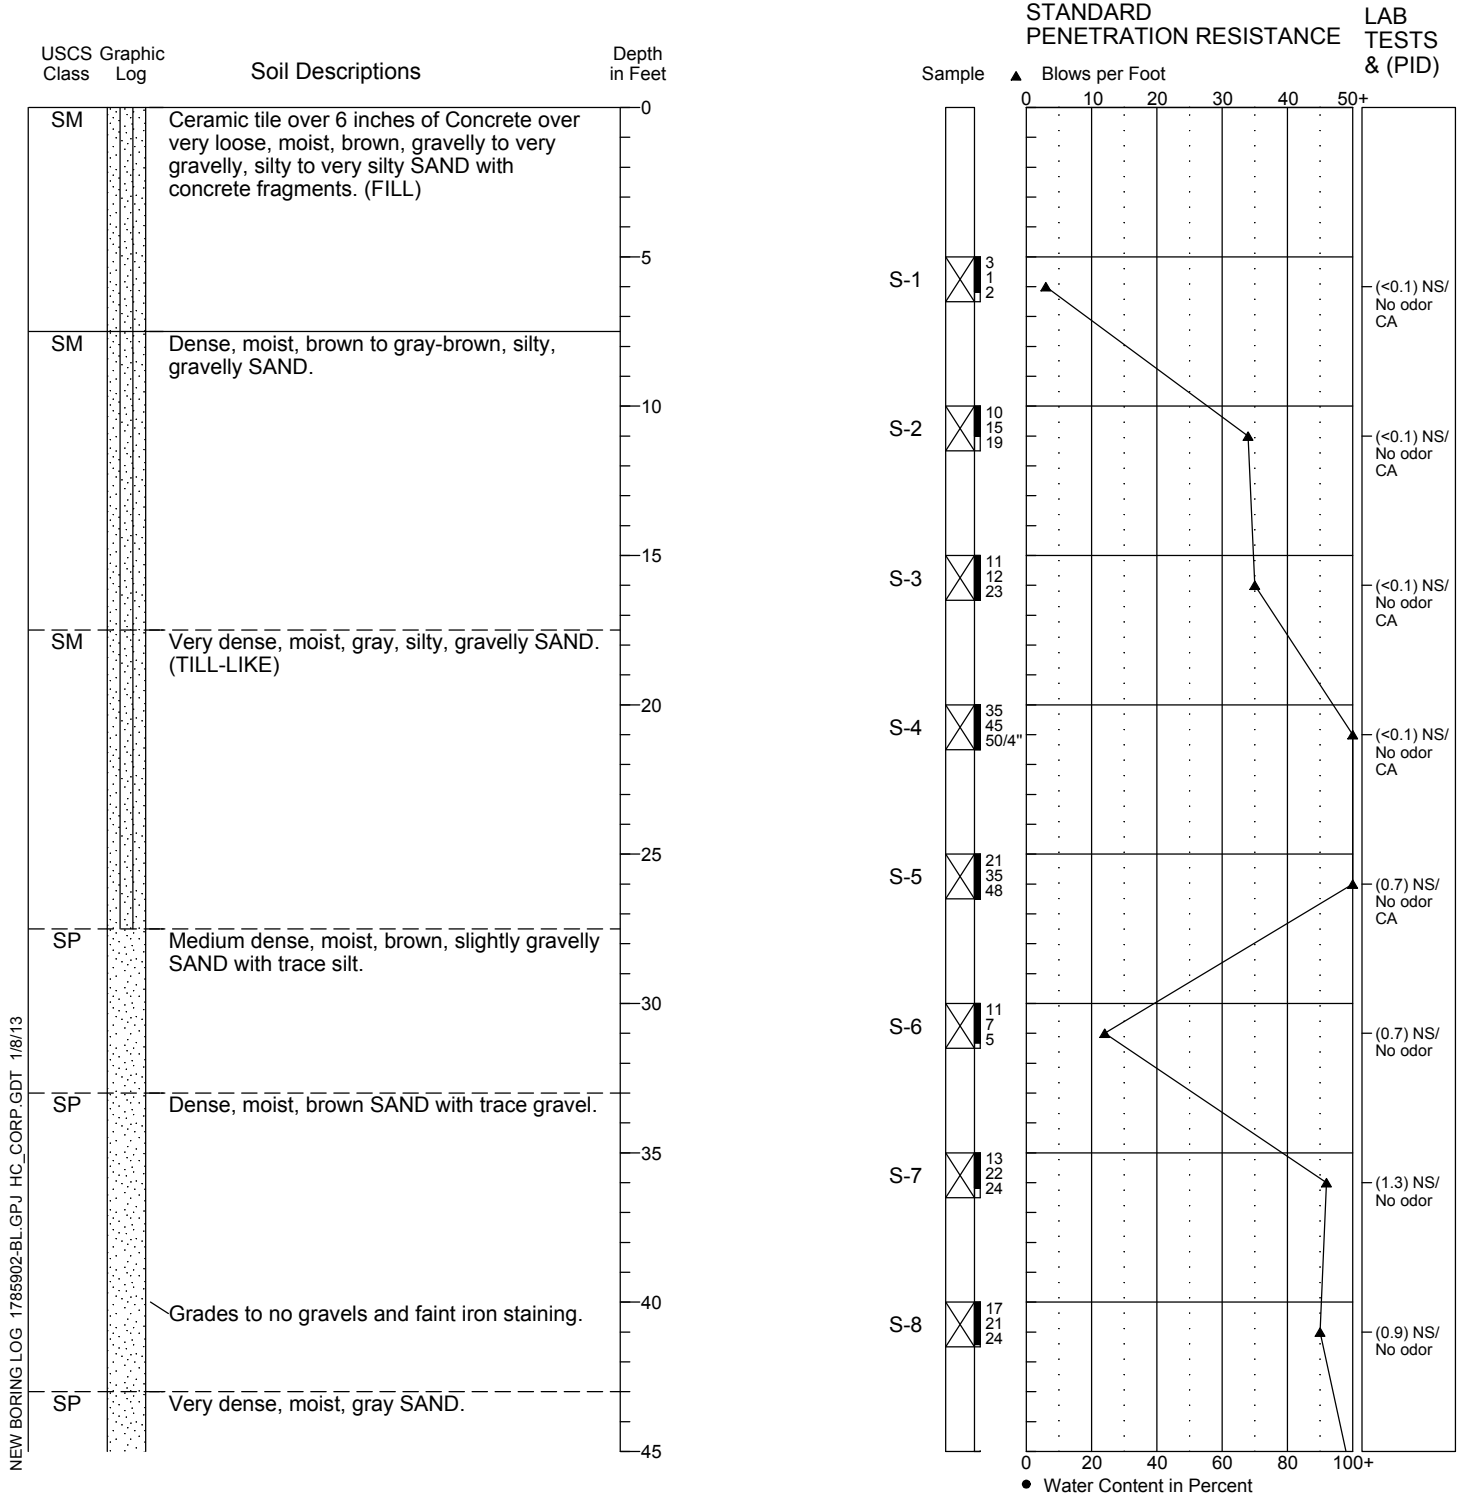 STANDARD
PENETRATION RESISTANCE
LAB
TESTS
& (PID)
USCS Graphic
Class Log
Soil Descriptions
Depth
in Feet
Sample
▲ Blows per Foot
0 10 20 30 40 50+
0
SM
Ceramic tile over 6 inches of Concrete over
very loose, moist, brown, gravelly to very
gravelly, silty to very silty SAND with
concrete fragments. (FILL)
5
S-1
3
1
2
(<0.1) NS/
No odor
CA
SM
Dense, moist, brown to gray-brown, silty,
gravelly SAND.
10
S-2
10
15
19
(<0.1) NS/
No odor
CA
15
S-3
11
12
23
(<0.1) NS/
No odor
CA
SM
Very dense, moist, gray, silty, gravelly SAND.
(TILL-LIKE)
20
S-4
35
45
50/4"
(<0.1) NS/
No odor
CA
25
S-5
21
35
48
(0.7) NS/
No odor
CA
SP
Medium dense, moist, brown, slightly gravelly
SAND with trace silt.
30
S-6
11
7
5
(0.7) NS/
No odor
SP
Dense, moist, brown SAND with trace gravel.
35
S-7
13
22
24
(1.3) NS/
No odor
40
Grades to no gravels and faint iron staining.
S-8
17
21
24
(0.9) NS/
No odor
SP
Very dense, moist, gray SAND.
45
0 20 40 60 80 100+
● Water Content in Percent
NEW BORING LOG 1785902-BL.GPJ HC_CORP.GDT 1/8/13